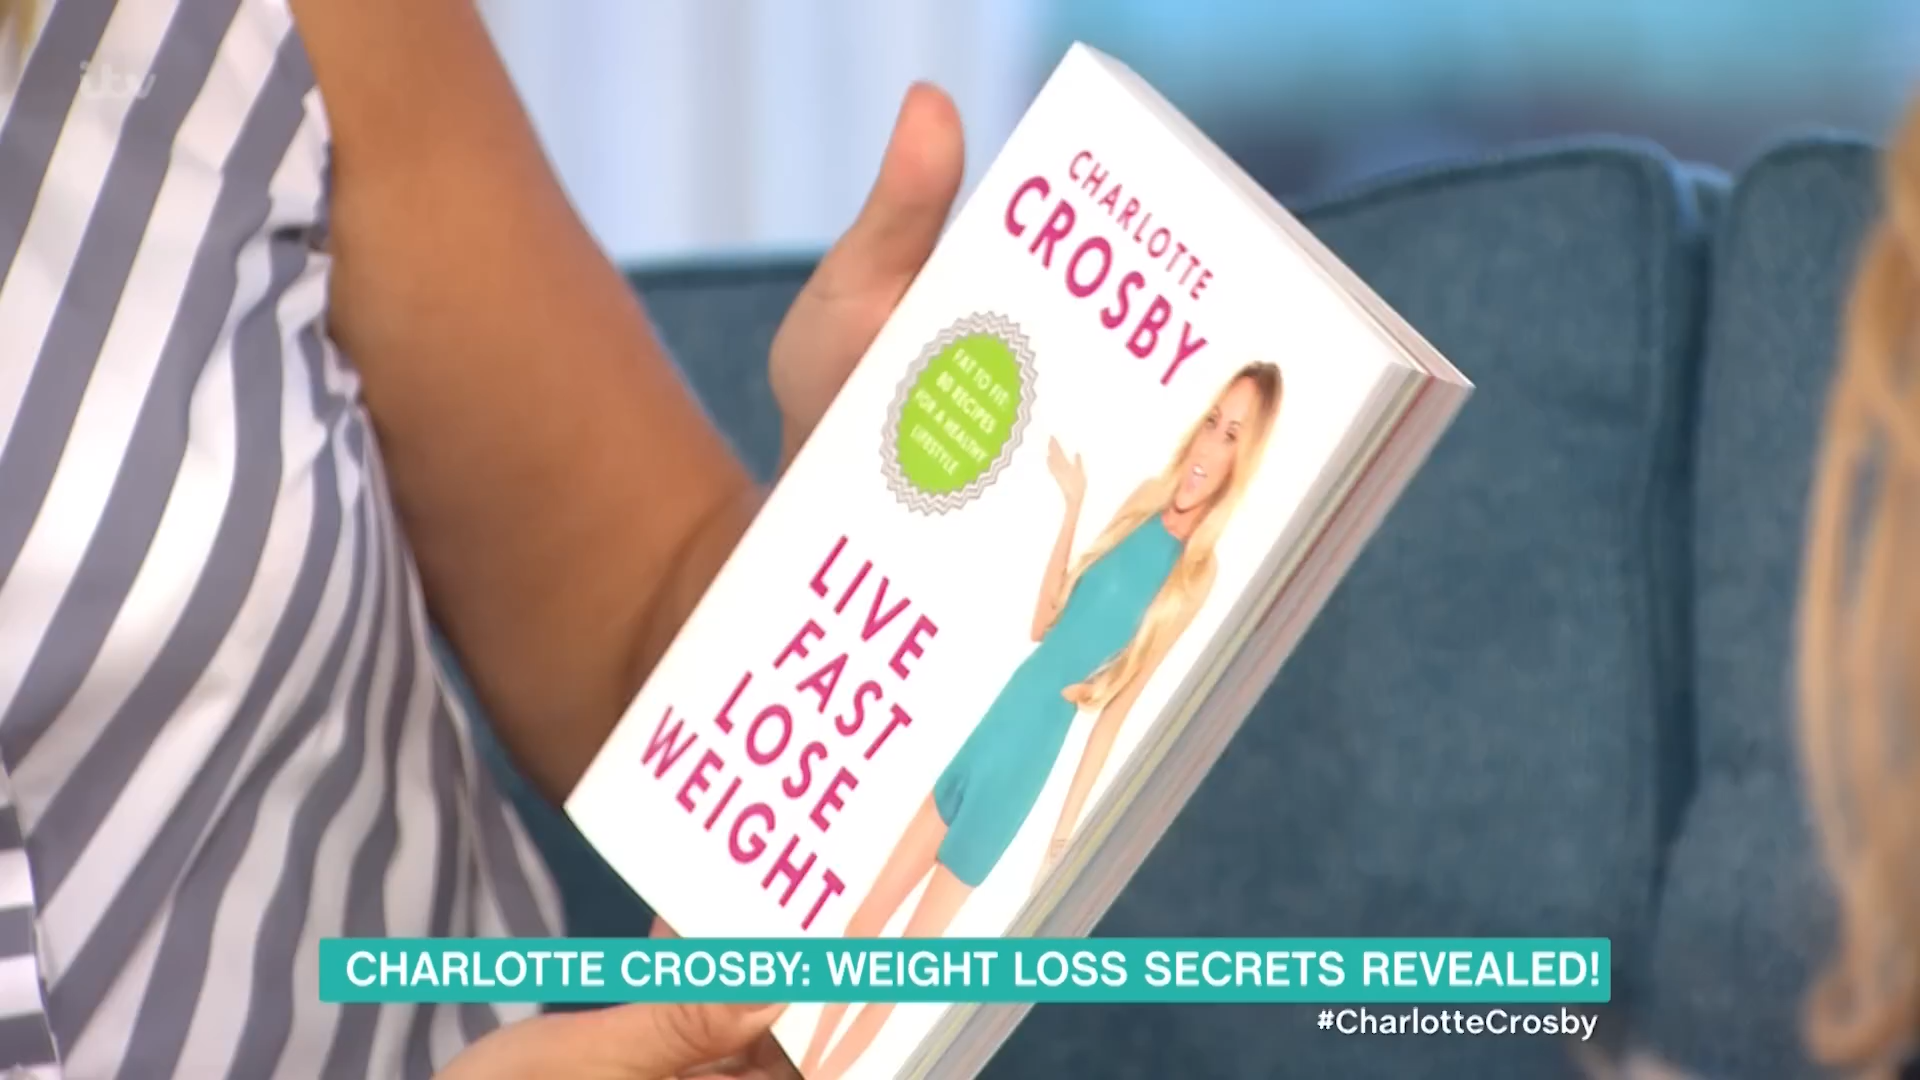 itv
CHARLOTTE
CROSBY
FAT TO FIT
80 RECIPES
FOR A HEALTHY
LIFESTYLE
LIVE
FAST
LOSE
WEIGHT
CHARLOTTE CROSBY: WEIGHT LOSS SECRETS REVEALED!
#CharlotteCrosby